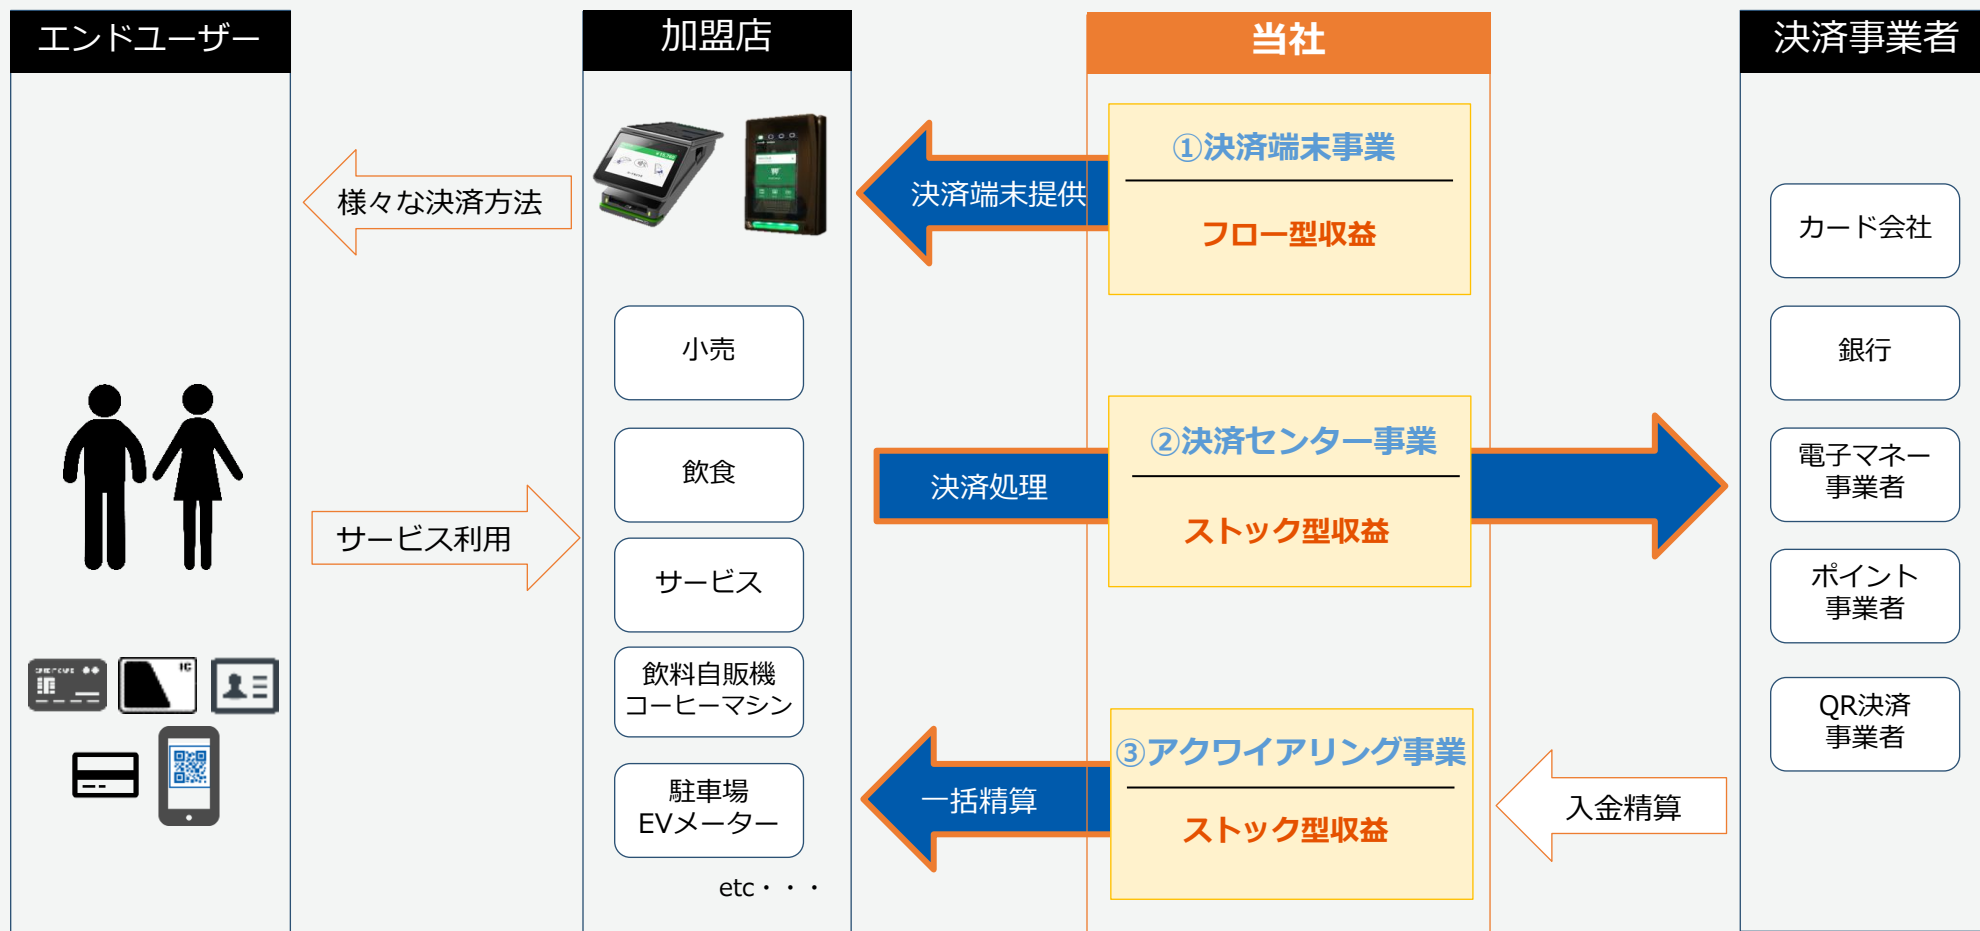 エンドユーザー
加盟店
当社
決済事業者
様々な決済方法
サービス利用
小売
飲食
サービス
飲料自販機
コーヒーマシン
駐車場
EVメーター
etc・・・
決済端末提供
①決済端末事業
フロー型収益
決済処理
②決済センター事業
ストック型収益
一括精算
③アクワイアリング事業
ストック型収益
入金精算
カード会社
銀行
電子マネー
事業者
ポイント
事業者
QR決済
事業者
IC